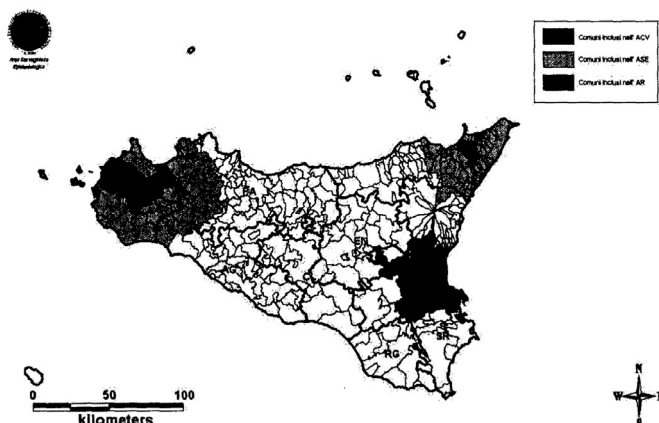 Comuni inclusi nell' ACV
Comuni inclusi nell' ASE
Comuni inclusi nell' AR
PA
EN
SR
RG
0 50 100
kilometers
N
W